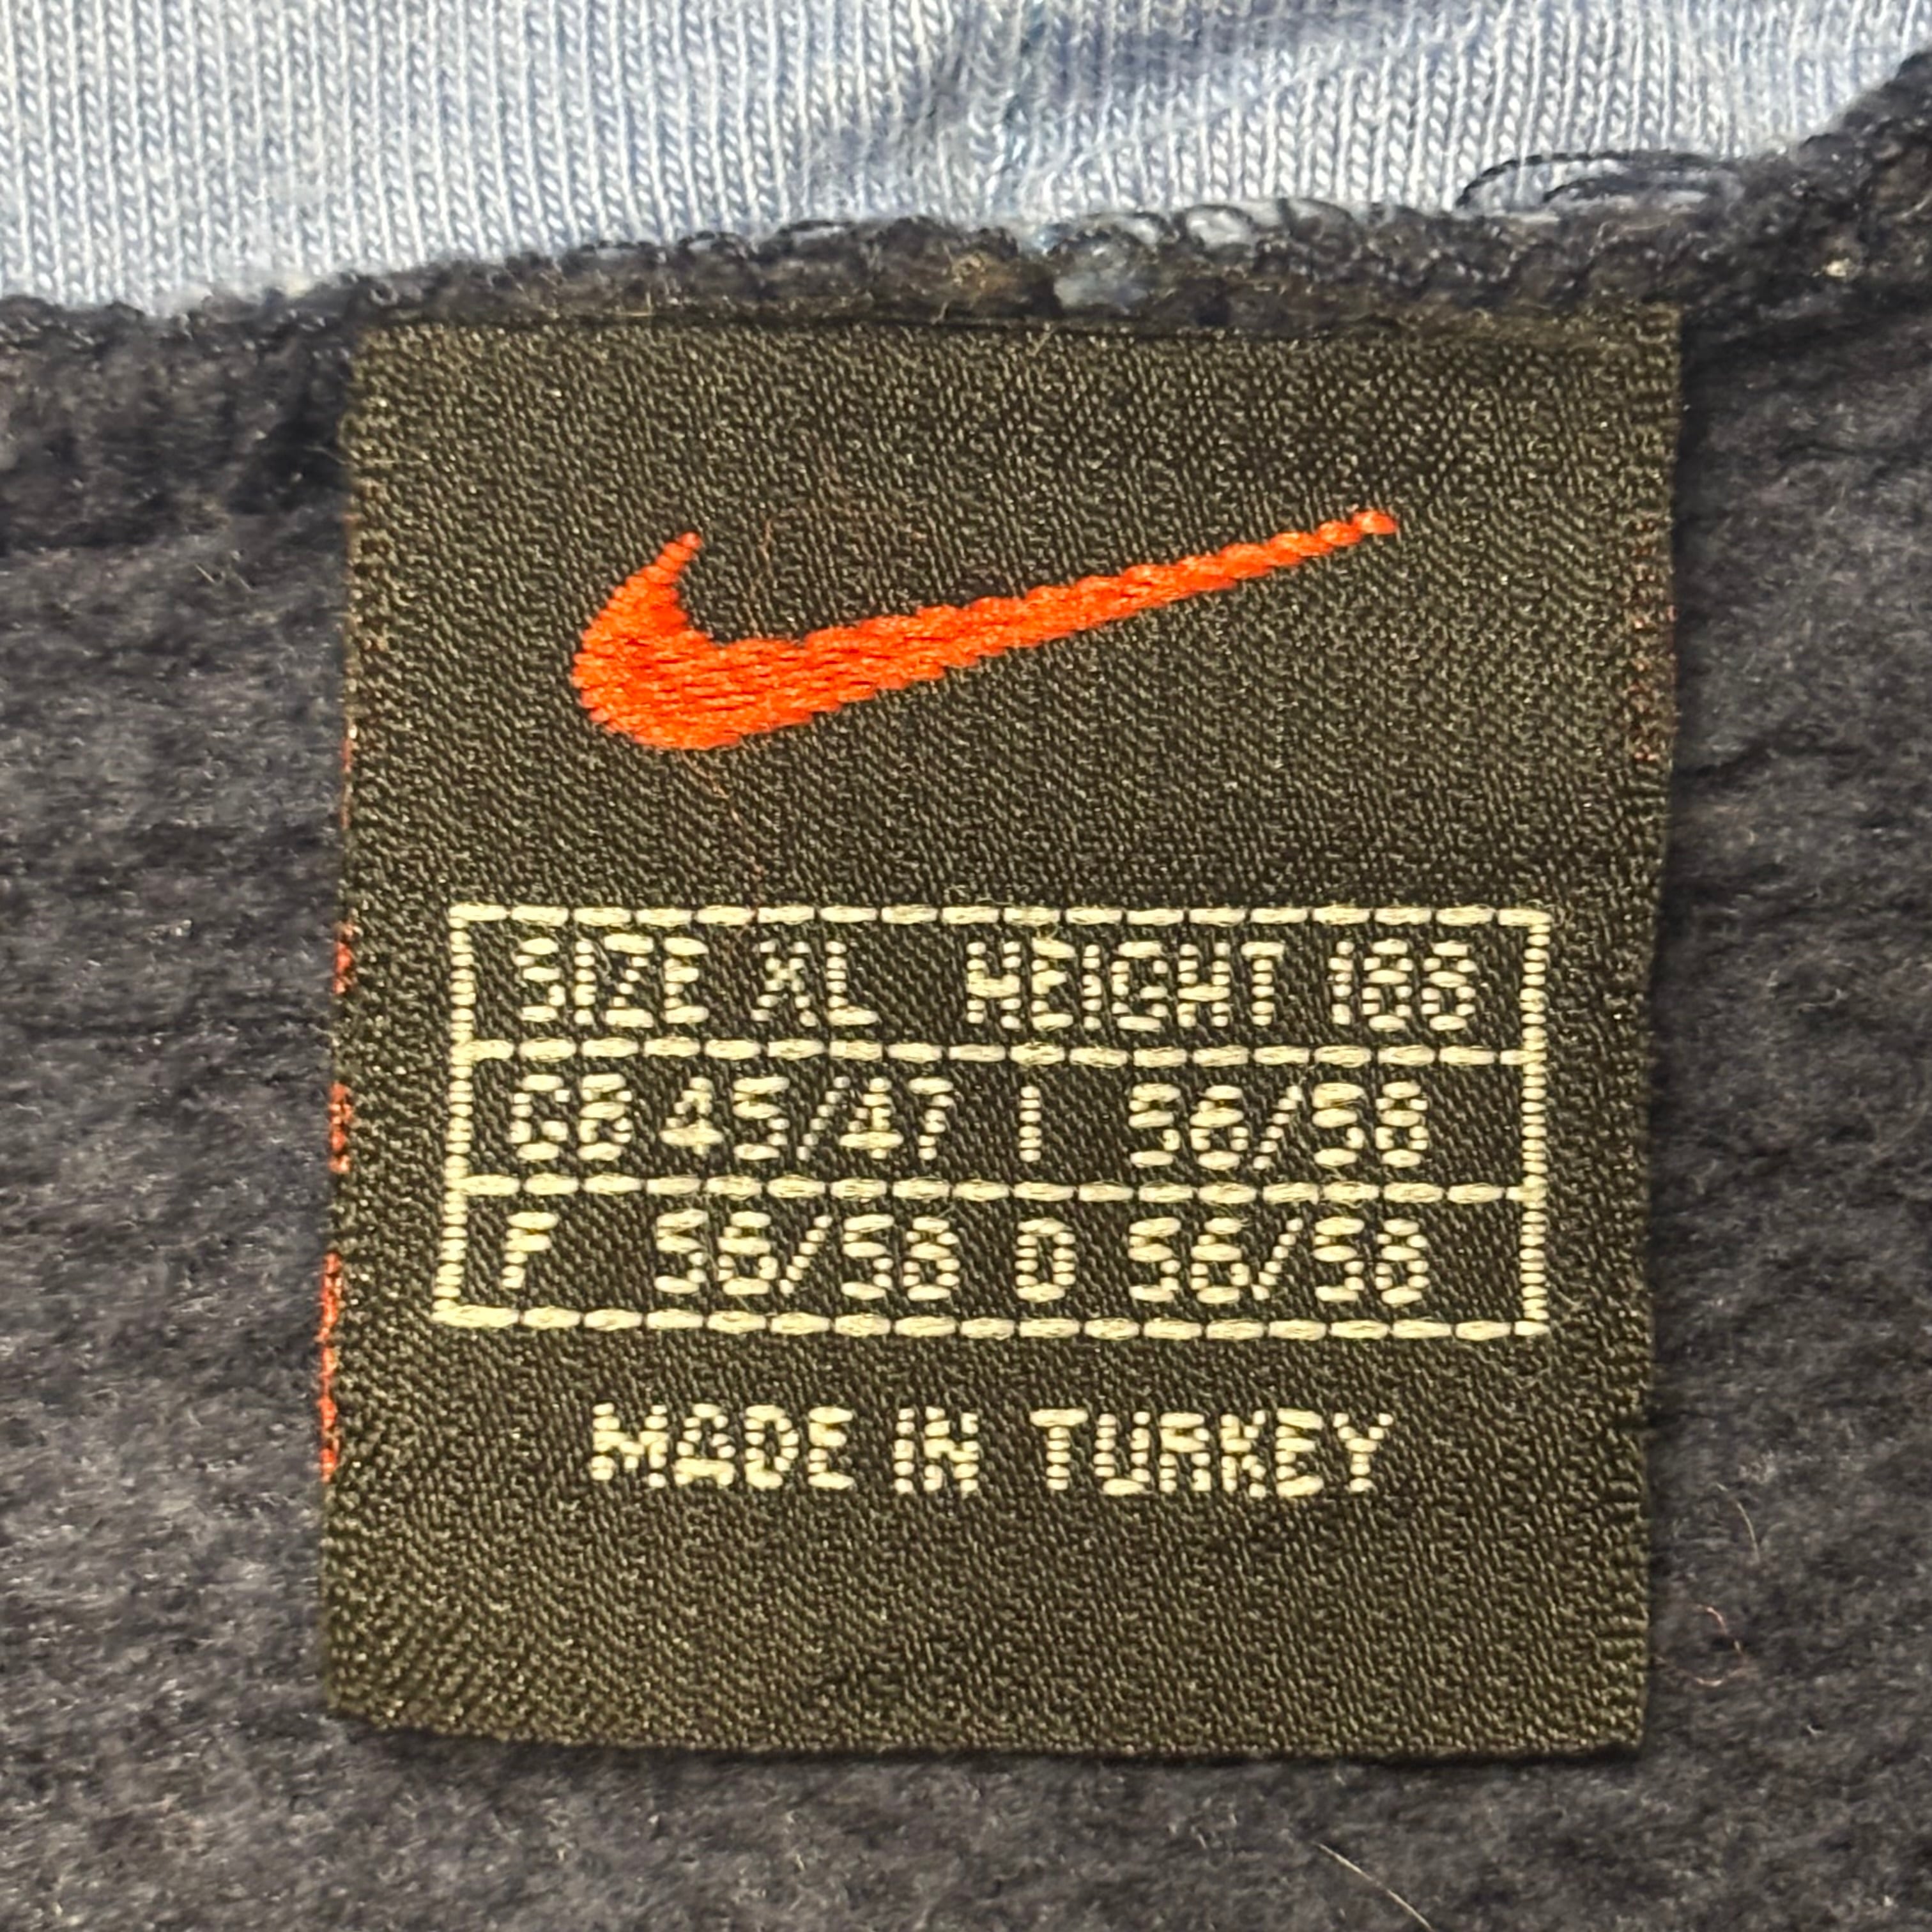 SIZE XL HEIGHT 188
GB 45/47 I 56/58
F 56/58 D 56/58
MADE IN TURKEY